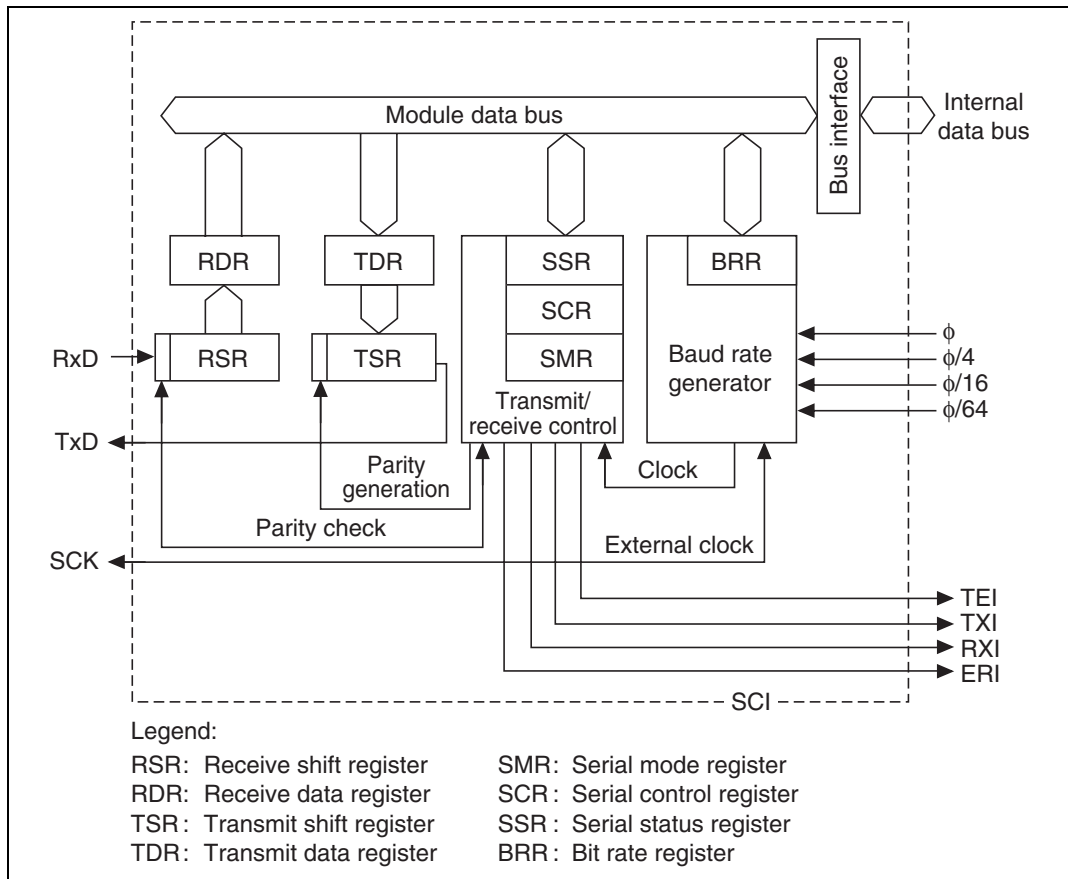 Module data bus
Bus interface
Internal
data bus
RDR
TDR
SSR
BRR
SCR
RSR
TSR
SMR
RxD
Baud rate
generator
ϕ
ϕ/4
ϕ/16
ϕ/64
Transmit/
receive control
TxD
Parity
generation
Clock
Parity check
External clock
SCK
TEI
TXI
RXI
ERI
SCI
Legend:
RSR: Receive shift register
RDR: Receive data register
TSR: Transmit shift register
TDR: Transmit data register
SMR: Serial mode register
SCR: Serial control register
SSR: Serial status register
BRR: Bit rate register